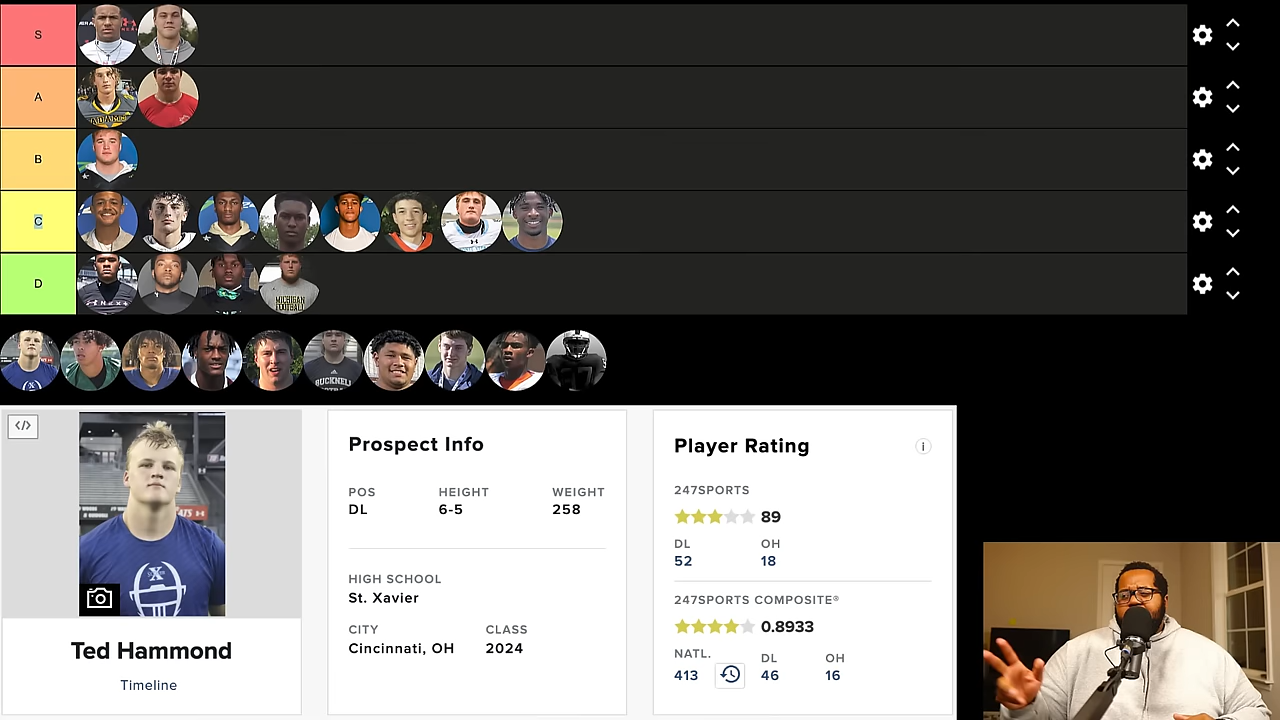 S
A
B
C
D
MICHIGAN
FOOTBALL
BUCKNELL
</>
Ted Hammond
Timeline
Prospect Info
POS HEIGHT WEIGHT
DL 6-5 258
HIGH SCHOOL
St. Xavier
CITY CLASS
Cincinnati, OH 2024
Player Rating
i
247SPORTS
89
DL OH
52 18
247SPORTS COMPOSITE®
0.8933
NATL. DL OH
413 46 16